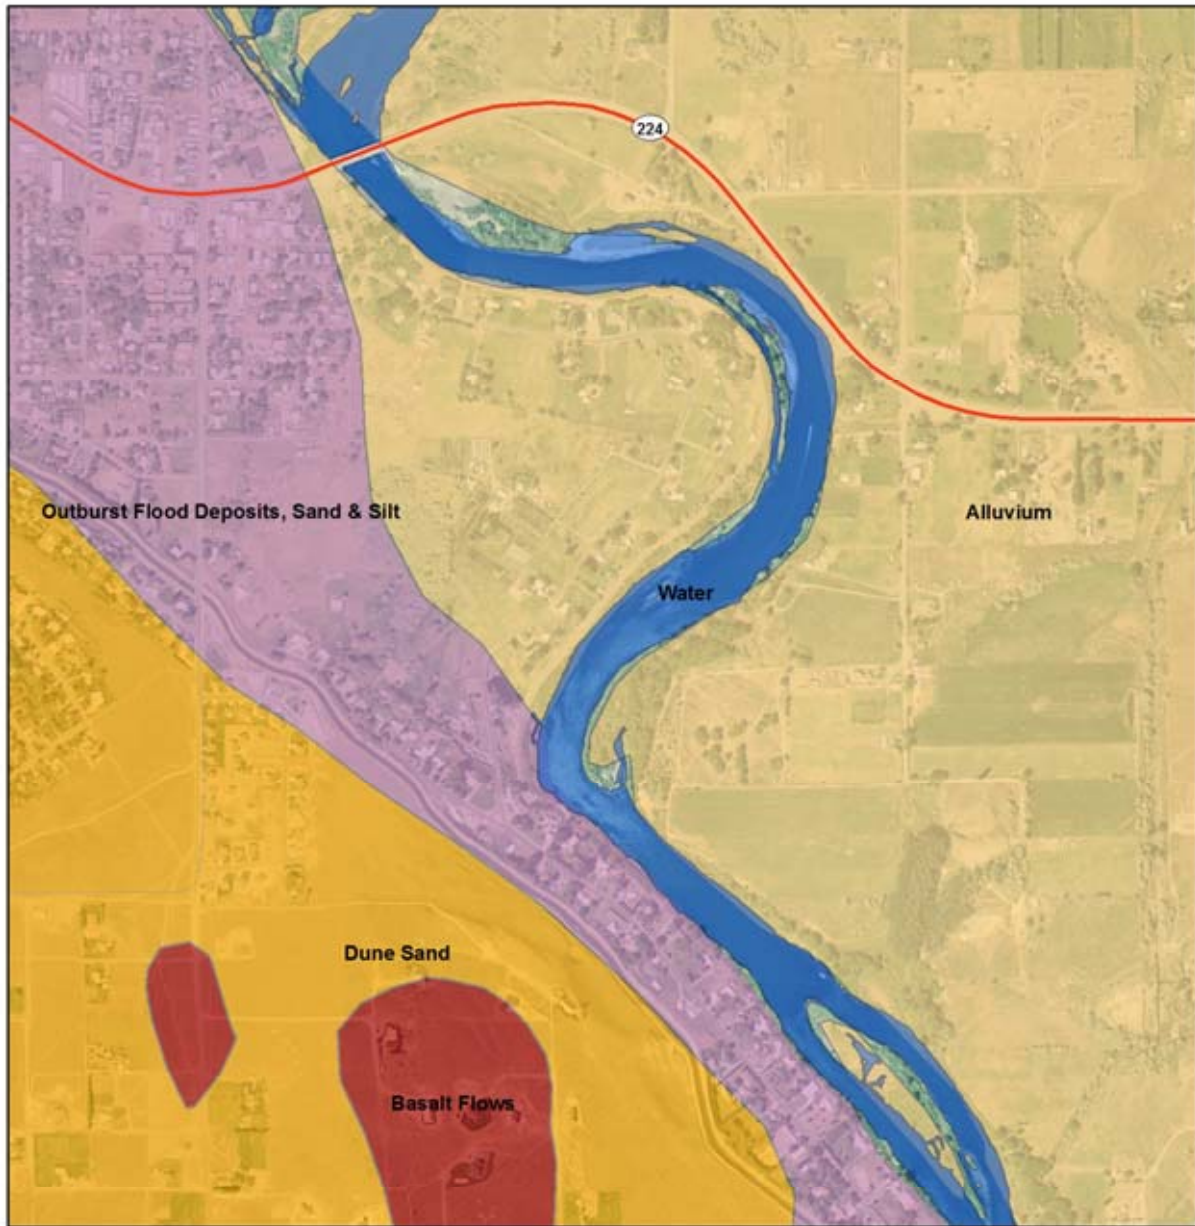 224
Outburst Flood Deposits, Sand & Silt
Alluvium
Water
Dune Sand
Basalt Flows